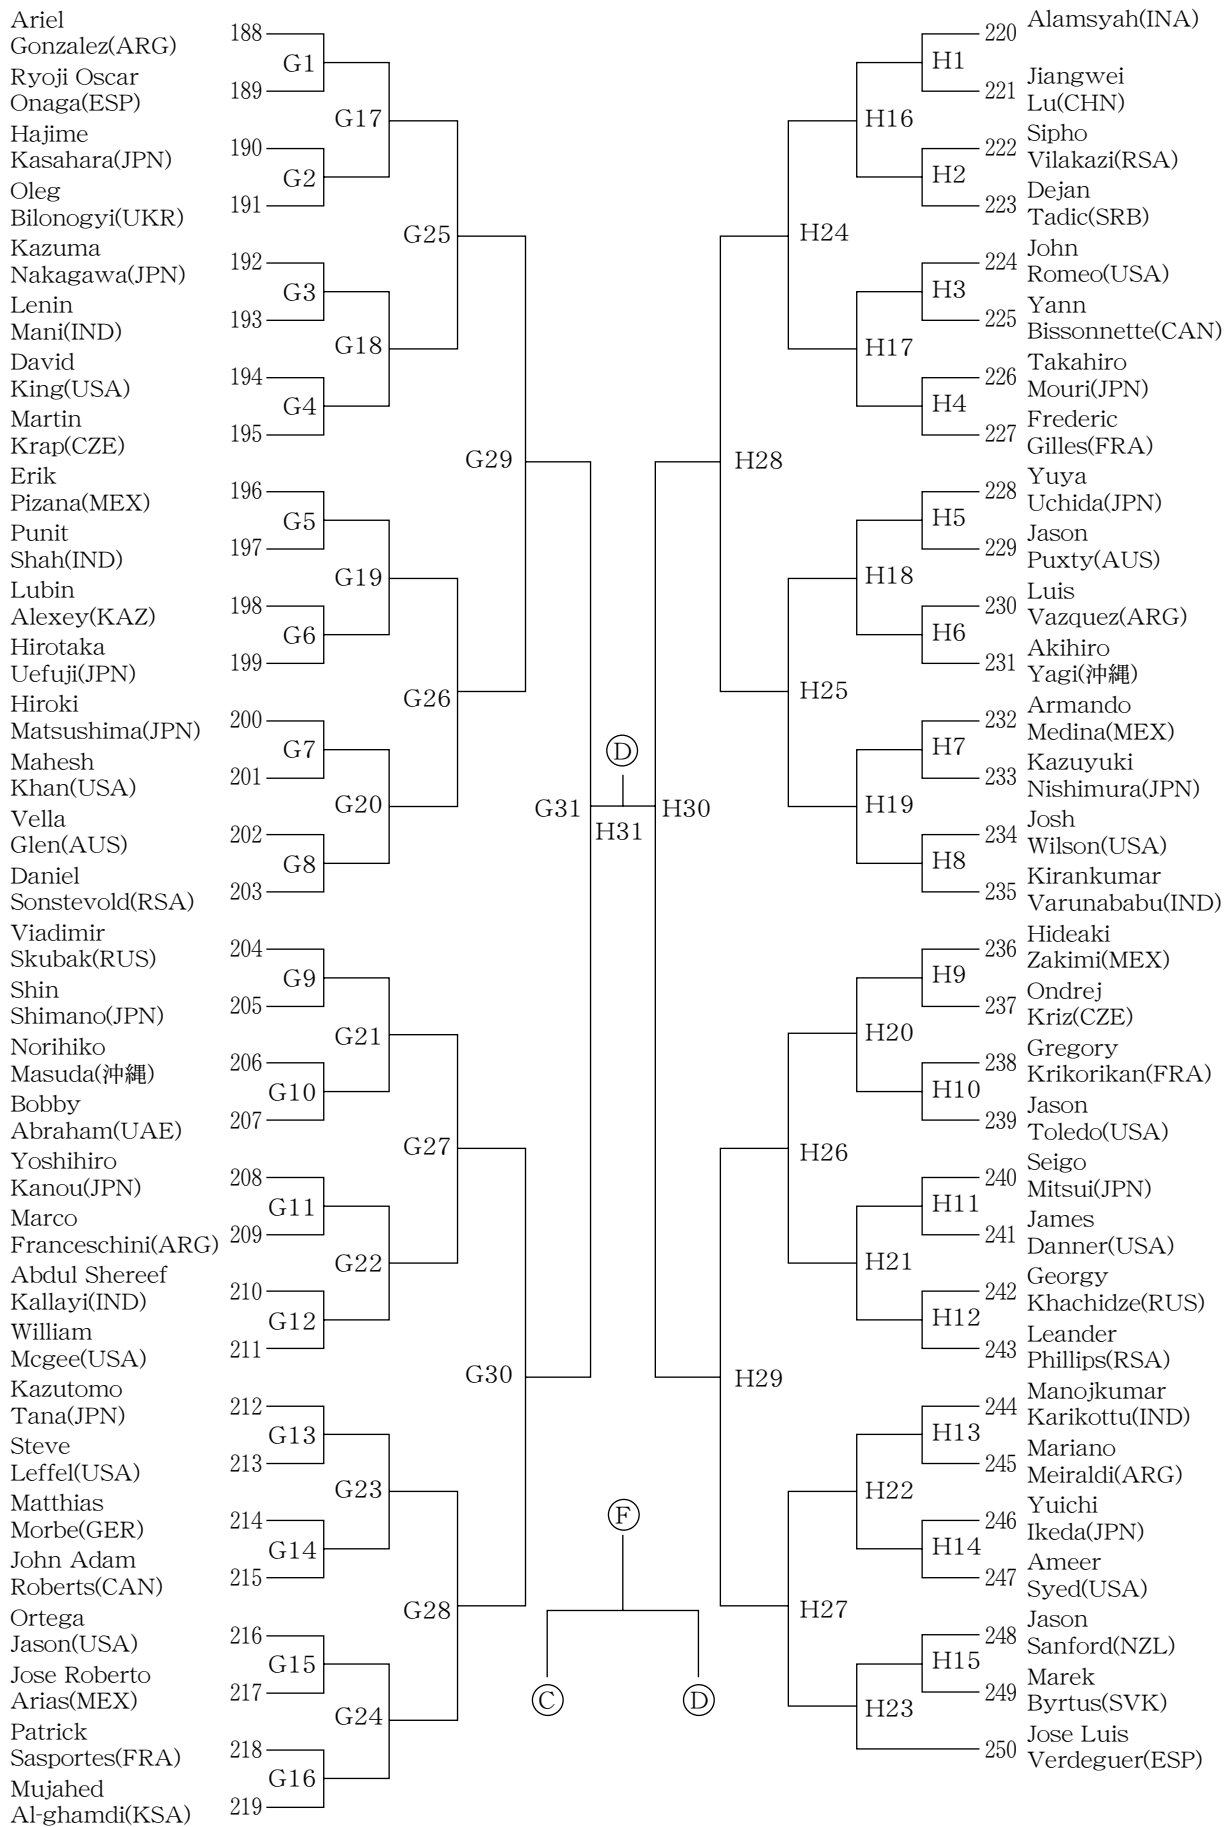 Ariel
Gonzalez(ARG)
188
G1
Ryoji Oscar
Onaga(ESP)
189
G17
Hajime
Kasahara(JPN)
190
G2
Oleg
Bilonogyi(UKR)
191
G25
Kazuma
Nakagawa(JPN)
192
G3
Lenin
Mani(IND)
193
G18
David
King(USA)
194
G4
Martin
Krap(CZE)
195
G29
Erik
Pizana(MEX)
196
G5
Punit
Shah(IND)
197
G19
Lubin
Alexey(KAZ)
198
G6
Hirotaka
Uefuji(JPN)
199
G26
Hiroki
Matsushima(JPN)
200
G7
Mahesh
Khan(USA)
201
G20
Vella
Glen(AUS)
202
G8
Daniel
Sonstevold(RSA)
203
G31
Viadimir
Skubak(RUS)
204
G9
Shin
Shimano(JPN)
205
G21
Norihiko
Masuda(沖縄)
206
G10
Bobby
Abraham(UAE)
207
G27
Yoshihiro
Kanou(JPN)
208
G11
Marco
Franceschini(ARG)
209
G22
Abdul Shereef
Kallayi(IND)
210
G12
William
Mcgee(USA)
211
G30
Kazutomo
Tana(JPN)
212
G13
Steve
Leffel(USA)
213
G23
Matthias
Morbe(GER)
214
G14
John Adam
Roberts(CAN)
215
G28
Ortega
Jason(USA)
216
G15
Jose Roberto
Arias(MEX)
217
G24
Patrick
Sasportes(FRA)
218
G16
Mujahed
Al-ghamdi(KSA)
219
D
H31
F
C
D
220
Alamsyah(INA)
H1
221
Jiangwei
Lu(CHN)
H16
222
Sipho
Vilakazi(RSA)
H2
223
Dejan
Tadic(SRB)
H24
224
John
Romeo(USA)
H3
225
Yann
Bissonnette(CAN)
H17
226
Takahiro
Mouri(JPN)
H4
227
Frederic
Gilles(FRA)
H28
228
Yuya
Uchida(JPN)
H5
229
Jason
Puxty(AUS)
H18
230
Luis
Vazquez(ARG)
H6
231
Akihiro
Yagi(沖縄)
H25
232
Armando
Medina(MEX)
H7
233
Kazuyuki
Nishimura(JPN)
H19
234
Josh
Wilson(USA)
H8
235
Kirankumar
Varunababu(IND)
H30
236
Hideaki
Zakimi(MEX)
H9
237
Ondrej
Kriz(CZE)
H20
238
Gregory
Krikorikan(FRA)
H10
239
Jason
Toledo(USA)
H26
240
Seigo
Mitsui(JPN)
H11
241
James
Danner(USA)
H21
242
Georgy
Khachidze(RUS)
H12
243
Leander
Phillips(RSA)
H29
244
Manojkumar
Karikottu(IND)
H13
245
Mariano
Meiraldi(ARG)
H22
246
Yuichi
Ikeda(JPN)
H14
247
Ameer
Syed(USA)
H27
248
Jason
Sanford(NZL)
H15
249
Marek
Byrtus(SVK)
H23
250
Jose Luis
Verdeguer(ESP)